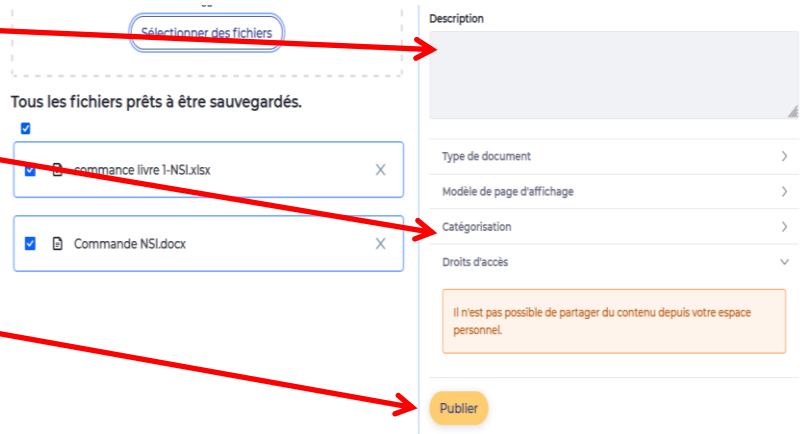 Sélectionner des fichiers
Tous les fichiers prêts à être sauvegardés.
commance livre 1-NSI.xlsx
X
Commande NSI.docx
X
Description
Type de document
Modèle de page d'affichage
Catégorisation
Droits d'accès
Il n'est pas possible de partager du contenu depuis votre espace
personnel.
Publier